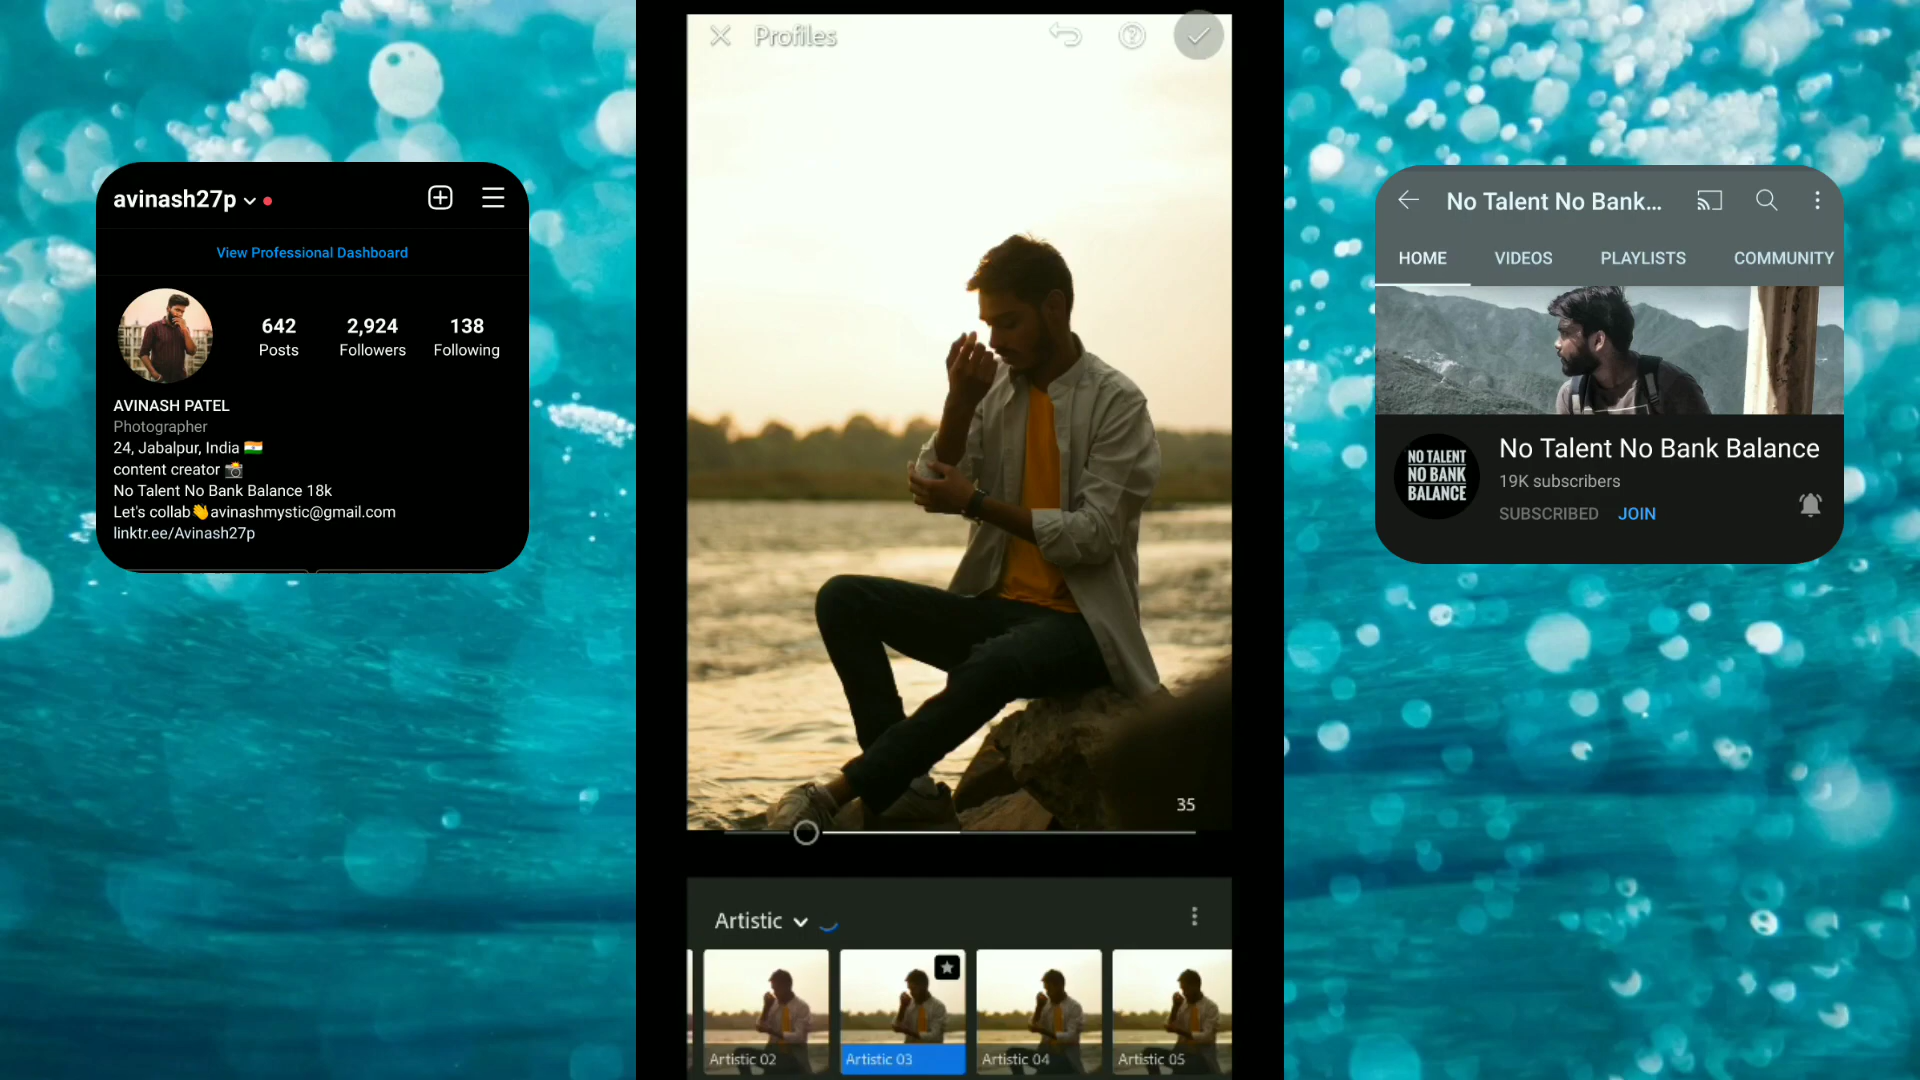 avinash27p
View Professional Dashboard
642
Posts
2,924
Followers
138
Following
AVINASH PATEL
Photographer
24, Jabalpur, India 🇮🇳
content creator 📸
No Talent No Bank Balance 18k
Let's collab👋avinashmystic@gmail.com
linktr.ee/Avinash27p
Profiles
35
Artistic
Artistic 02
Artistic 03
Artistic 04
Artistic 05
No Talent No Bank...
HOME VIDEOS PLAYLISTS COMMUNITY
NO TALENT
NO BANK
BALANCE
No Talent No Bank Balance
19K subscribers
SUBSCRIBED JOIN